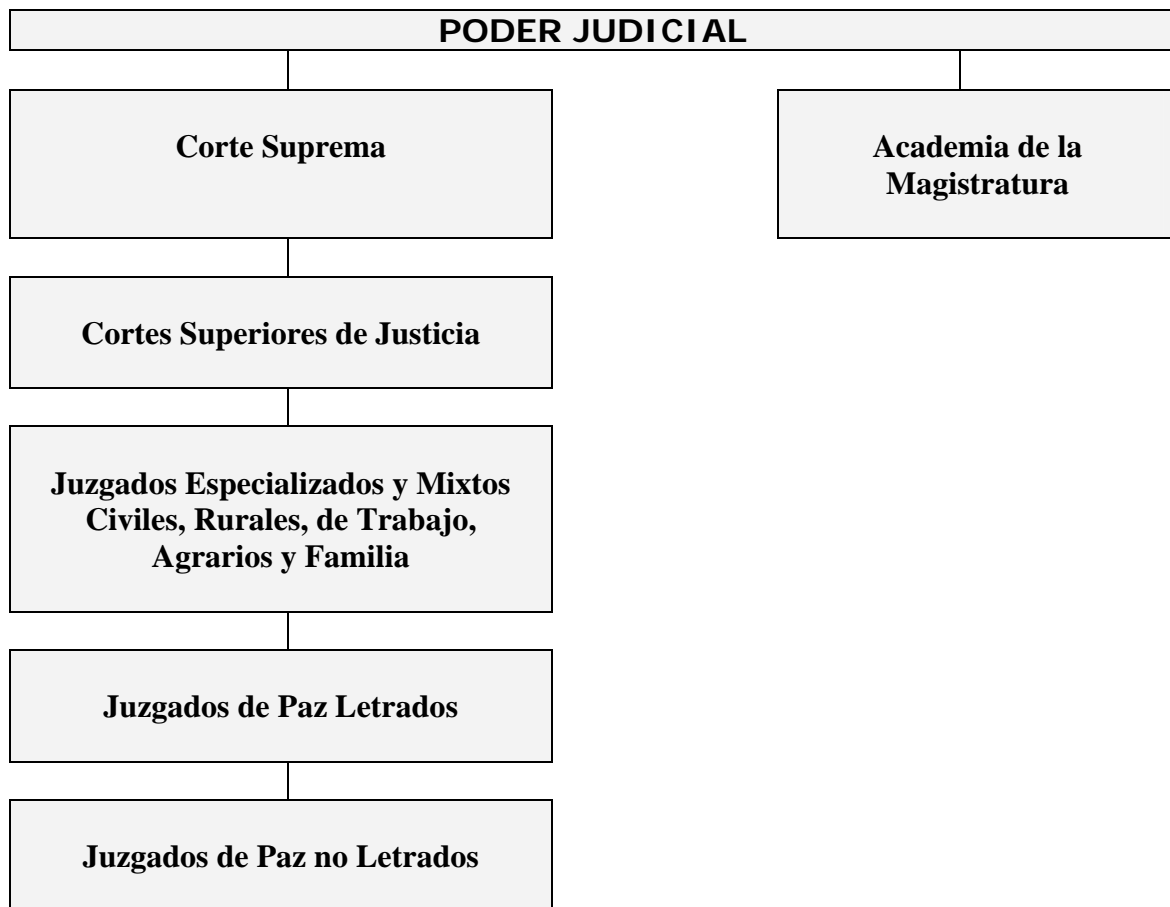 PODER JUDICIAL
Corte Suprema
Academia de la
Magistratura
Cortes Superiores de Justicia
Juzgados Especializados y Mixtos
Civiles, Rurales, de Trabajo,
Agrarios y Familia
Juzgados de Paz Letrados
Juzgados de Paz no Letrados